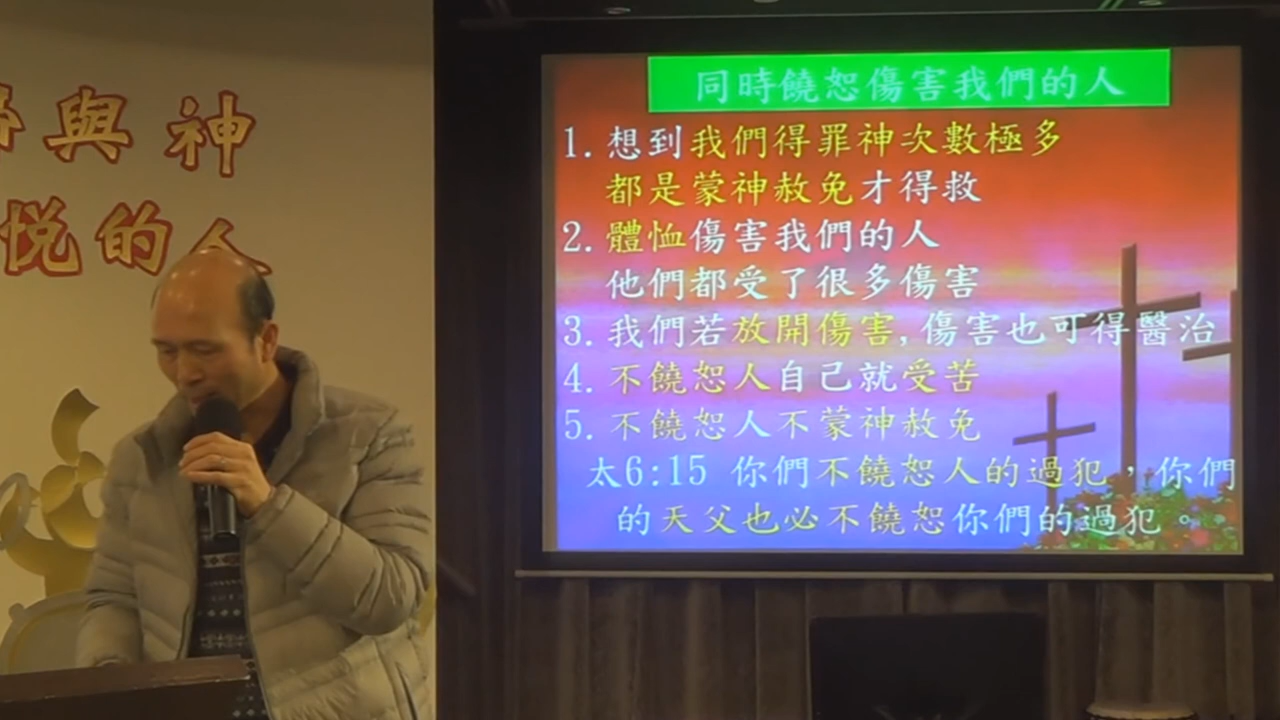 與神
悅的人
同時饒恕傷害我們的人
1. 想到我們得罪神次數極多
都是蒙神赦免才得救
2. 體恤傷害我們的人
他們都受了很多傷害
3. 我們若放開傷害,傷害也可得醫治
4. 不饒恕人自己就受苦
5. 不饒恕人不蒙神赦免
太6:15 你們不饒恕人的過犯,你們
的天父也必不饒恕你們的過犯。